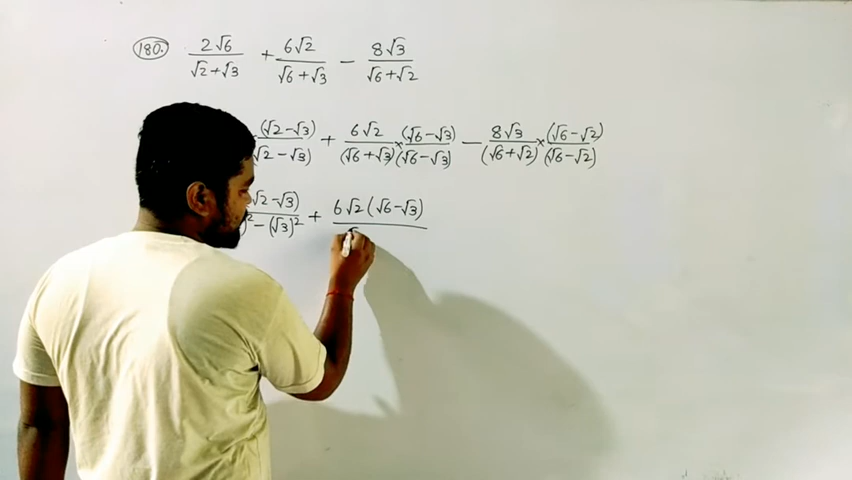 180. 2√6/(√2+√3) + 6√2/(√6+√3) - 8√3/(√6+√2)
(√2-√3)/(√2-√3) + 6√2/(√6+√3) × (√6-√3)/(√6-√3) - 8√3/(√6+√2) × (√6-√2)/(√6-√2)
√2-√3)/)² - (√3)² + 6√2(√6-√3)/